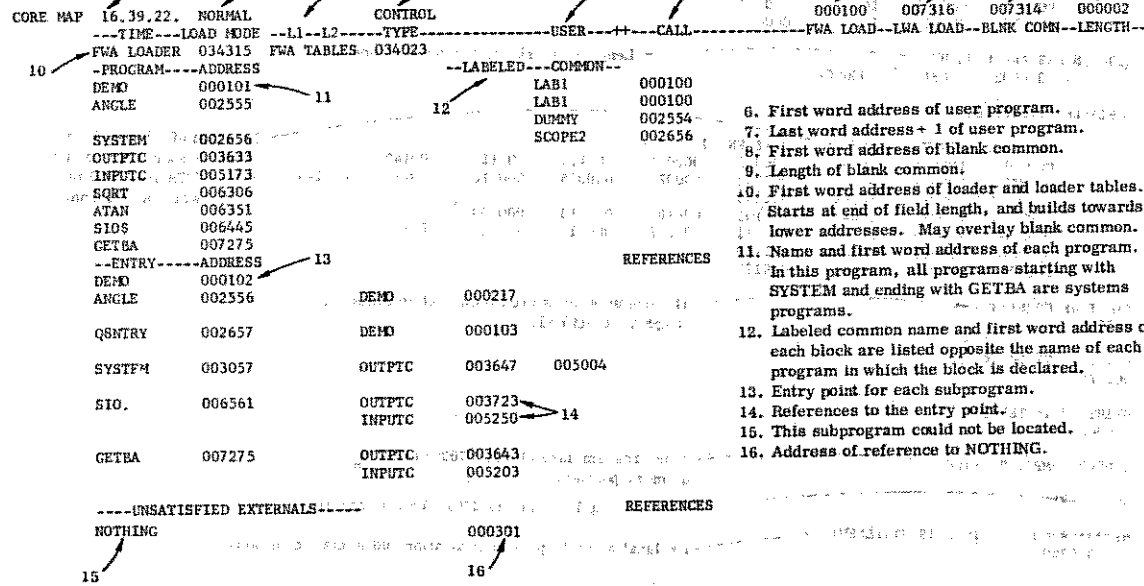 CORE MAP 16.39.22. NORMAL CONTROL 000100 007316 007314 000002
---TIME---LOAD MODE --L1--L2-----TYPE-----------------USER---++---CALL-----------------FWA LOAD--LWA LOAD--BLNK COMN--LENGTH--
FWA LOADER 034315 FWA TABLES 034023
10
-PROGRAM----ADDRESS --LABELED---COMMON--
DEMO 000101 11 12 LAB1 000100
ANGLE 002555 LAB1 000100
DUMMY 002554
SYSTEM 002656 SCOPE2 002656
OUTPTC 003633
INPUTC 005173
SQRT 006306
ATAN 006351
SIO$ 006445
GETBA 007275
--ENTRY-----ADDRESS REFERENCES
DEMO 000102 13
ANGLE 002556 DEMO 000217
Q8NTRY 002657 DEMO 000103
SYSTEM 003057 OUTPTC 003647 005004
SIO. 006561 OUTPTC 003723
INPUTC 005250 14
GETBA 007275 OUTPTC 003643
INPUTC 005203
----UNSATISFIED EXTERNALS----- REFERENCES
NOTHING 000301
15 16
6. First word address of user program.
7. Last word address + 1 of user program.
8. First word address of blank common.
9. Length of blank common.
10. First word address of loader and loader tables.
Starts at end of field length, and builds towards
lower addresses. May overlay blank common.
11. Name and first word address of each program.
In this program, all programs starting with
SYSTEM and ending with GETBA are systems
programs.
12. Labeled common name and first word address o
each block are listed opposite the name of each
program in which the block is declared.
13. Entry point for each subprogram.
14. References to the entry point.
15. This subprogram could not be located.
16. Address of reference to NOTHING.